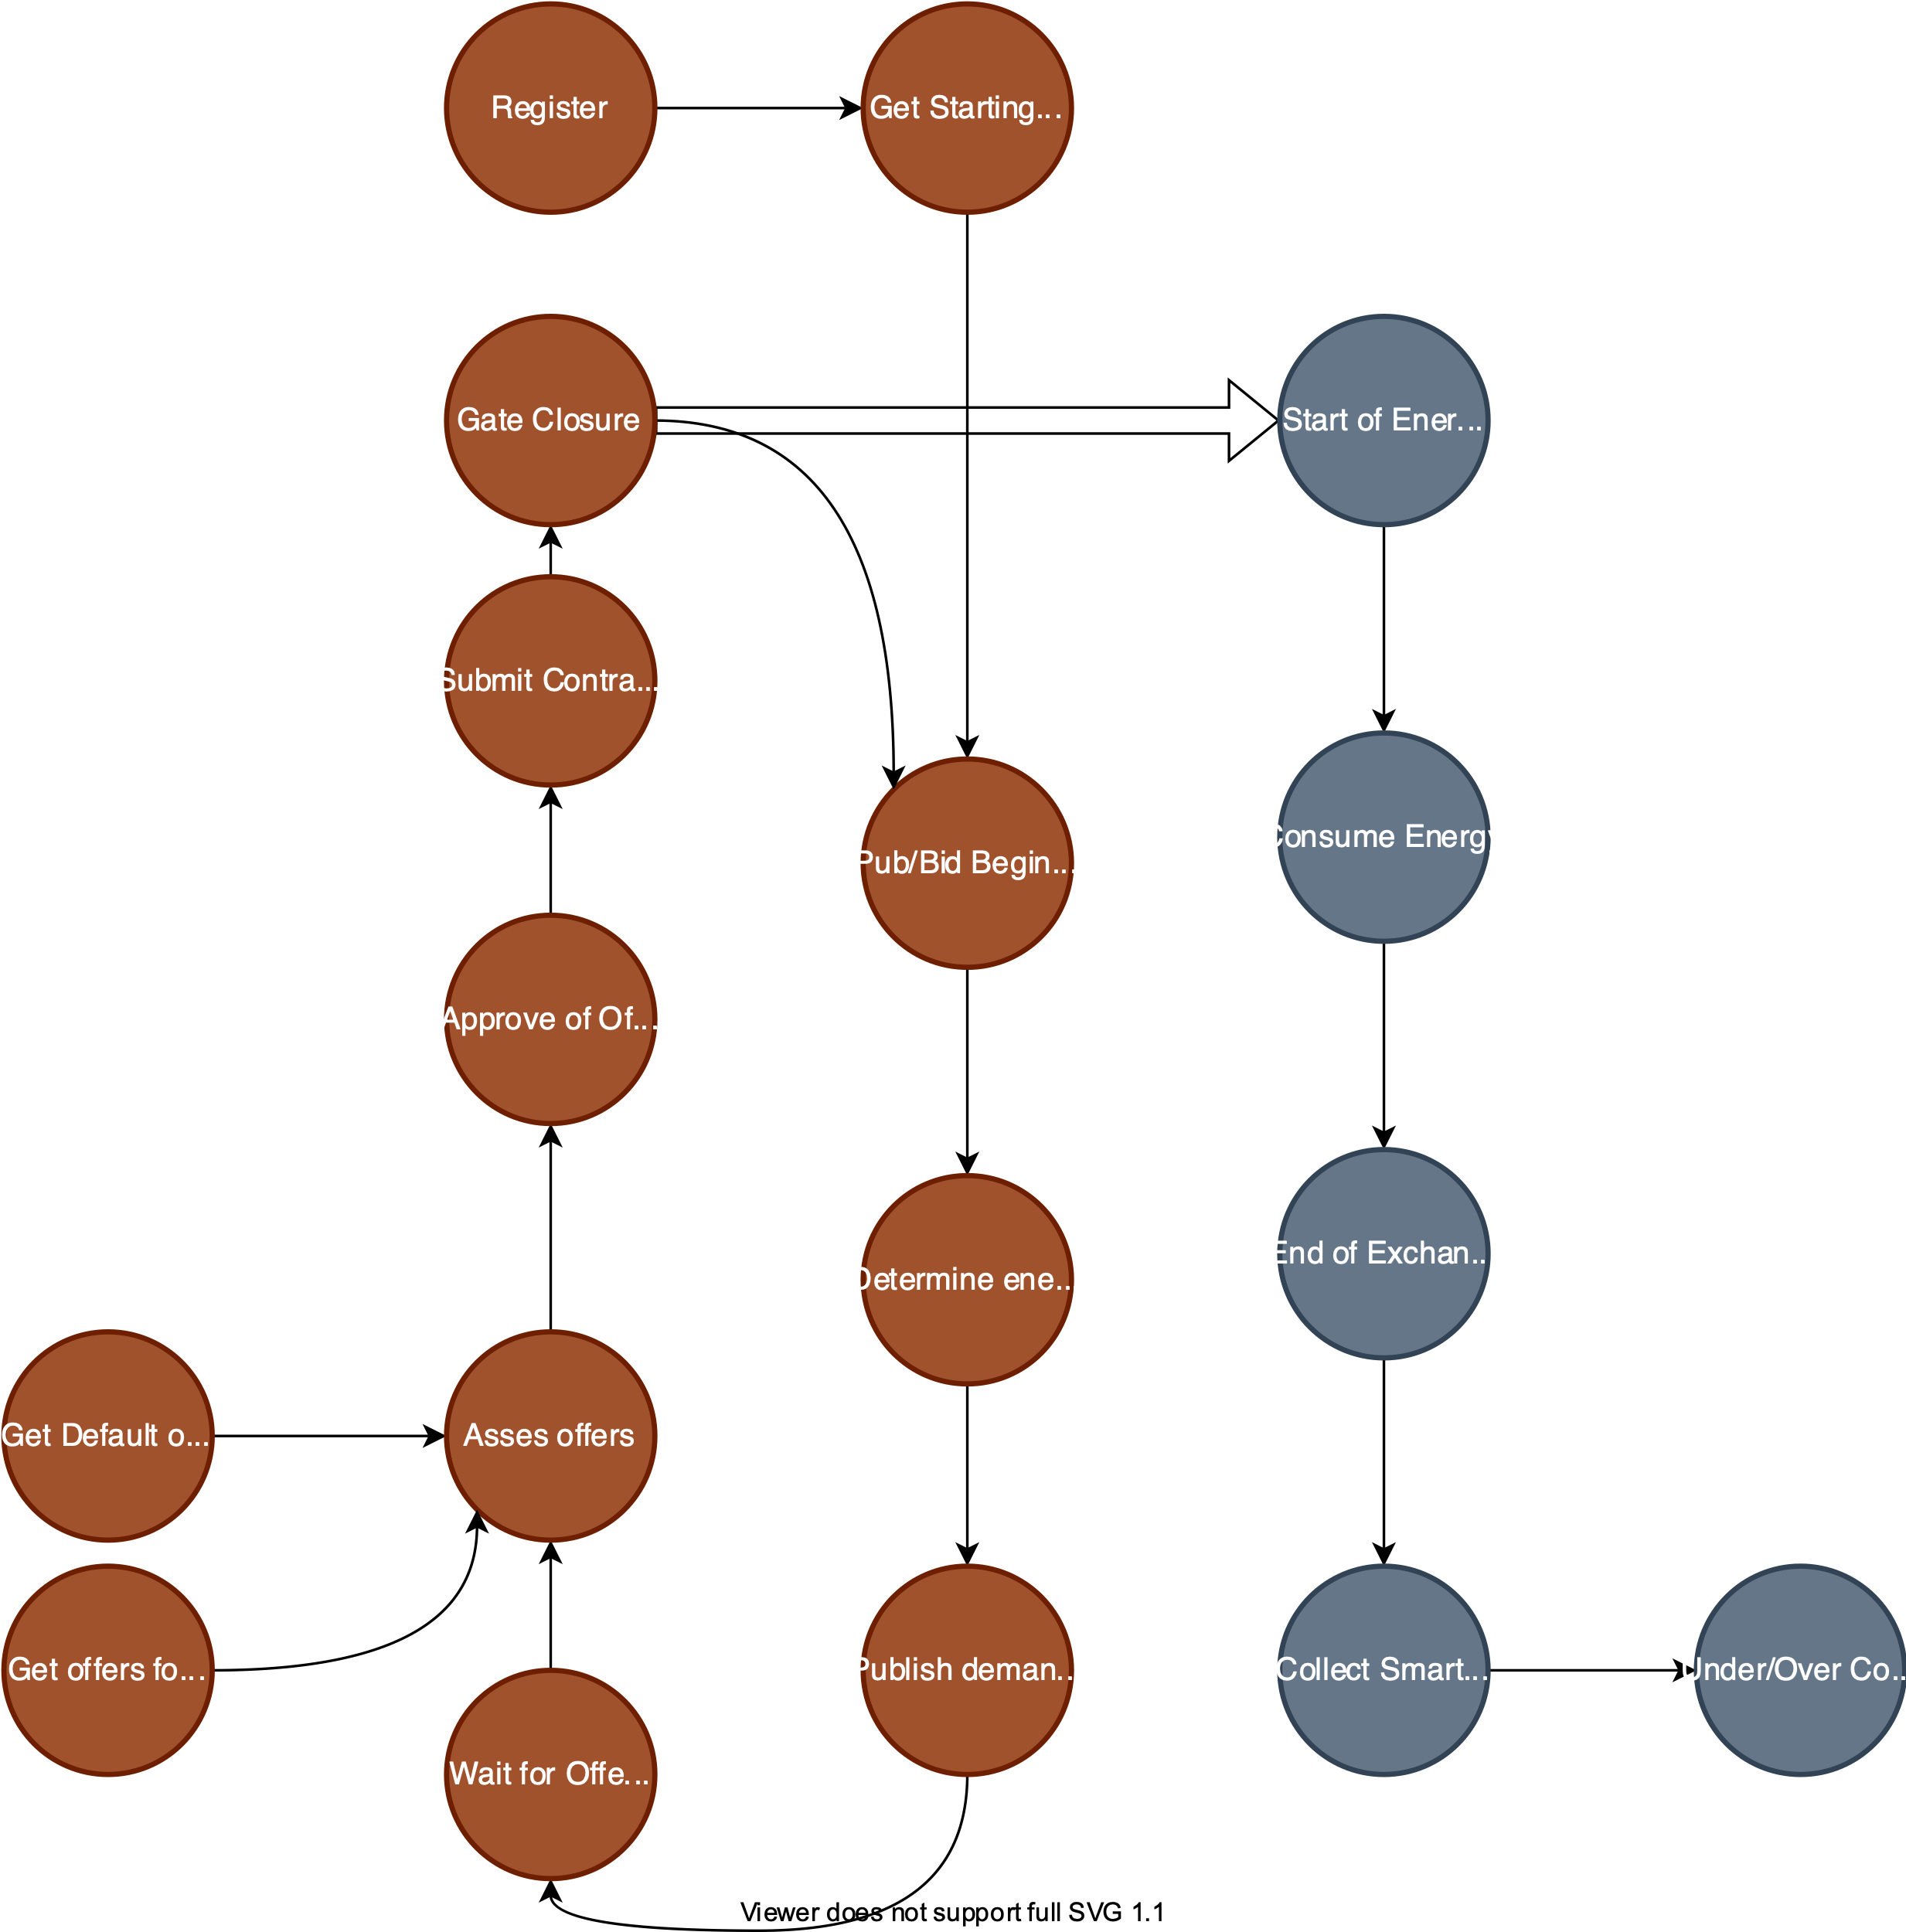 Register
Get Starting...
Gate Closure
Start of Ener...
Submit Contra...
Consume Energy
Pub/Bid Begin...
Approve of Of...
End of Exchan...
Determine ene...
Get Default o...
Asses offers
Get offers fo...
Publish deman...
Collect Smart...
Under/Over Co...
Wait for Offe...
Viewer does not support full SVG 1.1